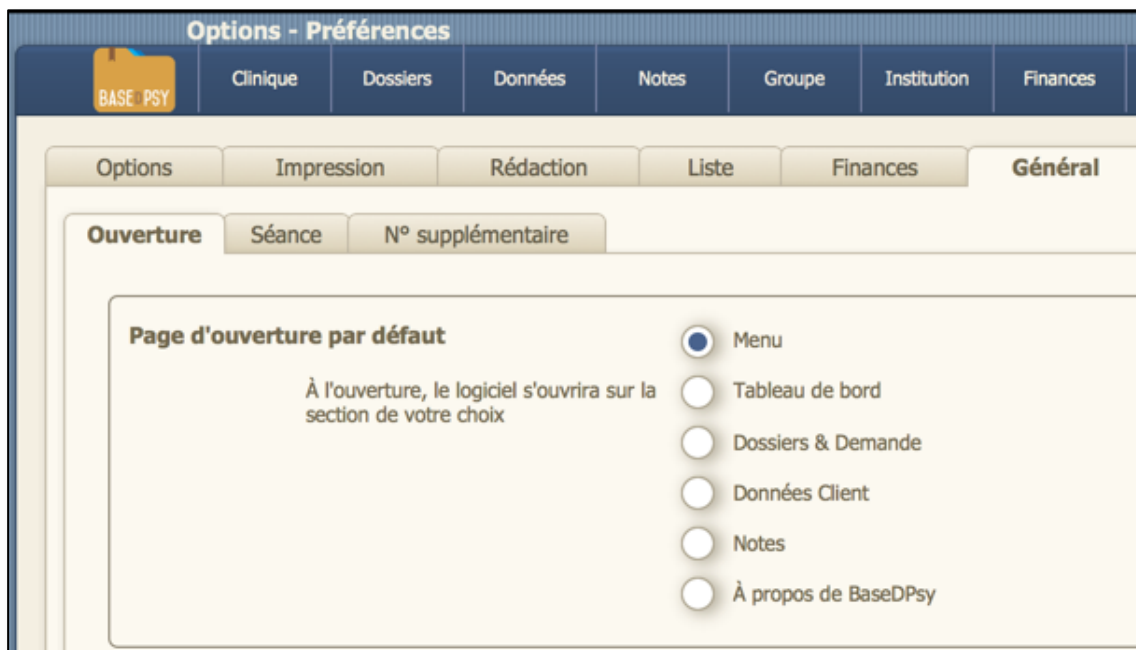 Options - Préférences
BASEDPSY Clinique Dossiers Données Notes Groupe Institution Finances
Options Impression Rédaction Liste Finances Général
Ouverture Séance N° supplémentaire
Page d'ouverture par défaut
À l'ouverture, le logiciel s'ouvrira sur la
section de votre choix
Menu
Tableau de bord
Dossiers & Demande
Données Client
Notes
À propos de BaseDPsy